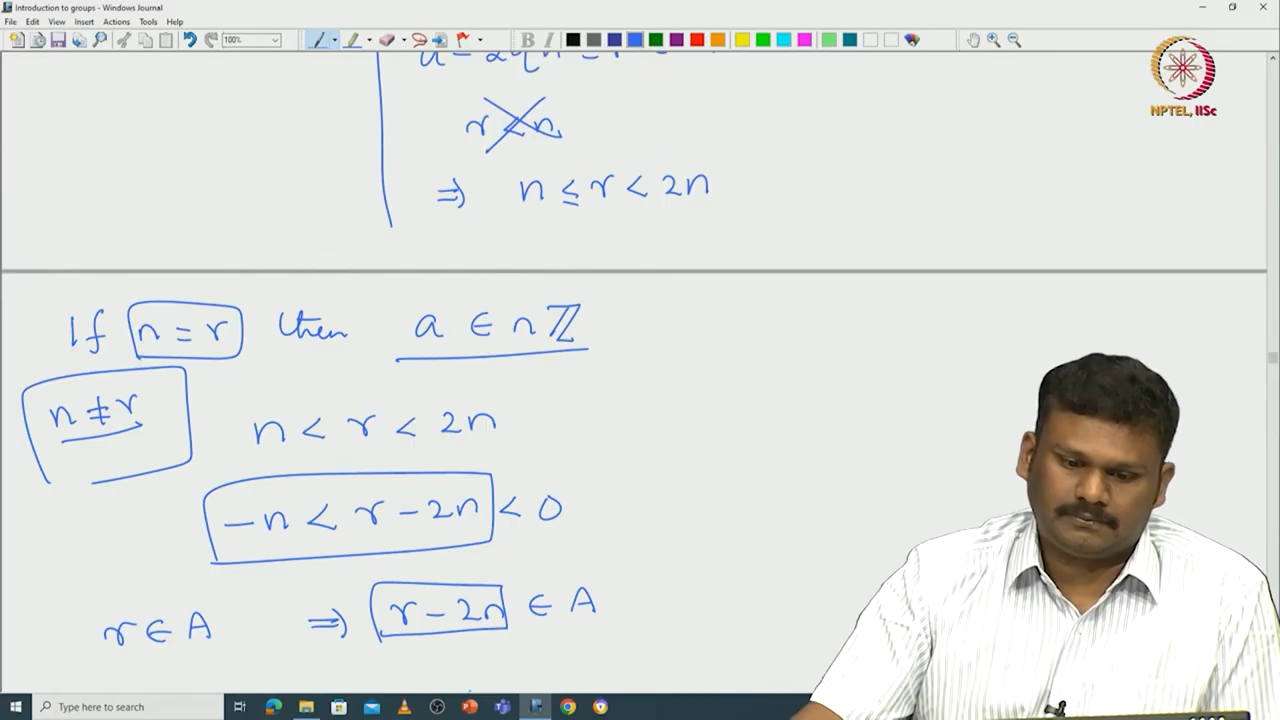 Introduction to groups - Windows Journal
File Edit View Insert Actions Tools Help
100%
B I
NPTEL, IISc
r < n
⇒ n ≤ r < 2n
If n = r then a ∈ nℤ
n ≠ r n < r < 2n
-n < r - 2n < 0
r ∈ A ⇒ r - 2n ∈ A
Type here to search